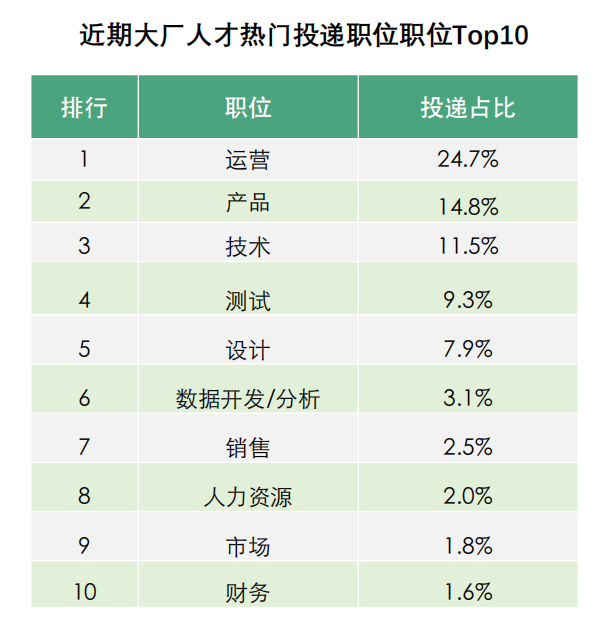 近期大厂人才热门投递职位职位Top10
排行 职位 投递占比
1 运营 24.7%
2 产品 14.8%
3 技术 11.5%
4 测试 9.3%
5 设计 7.9%
6 数据开发/分析 3.1%
7 销售 2.5%
8 人力资源 2.0%
9 市场 1.8%
10 财务 1.6%